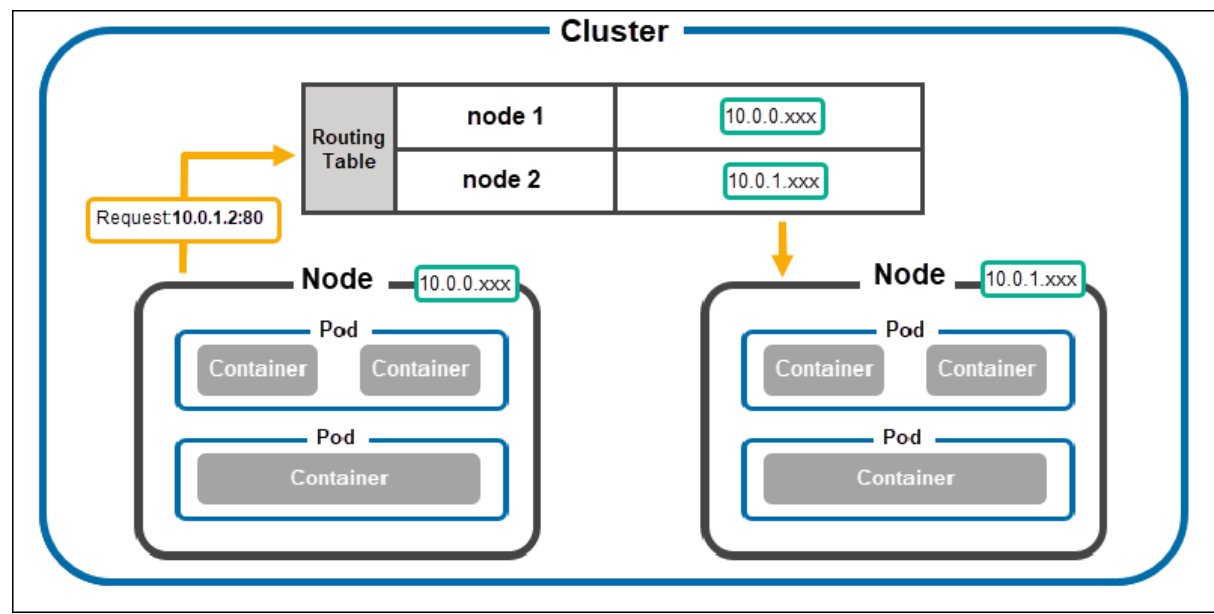 Cluster
Routing
Table
node 1
10.0.0.xxx
node 2
10.0.1.xxx
Request:10.0.1.2:80
Node
10.0.0.xxx
Pod
Container
Container
Pod
Container
Node
10.0.1.xxx
Pod
Container
Container
Pod
Container